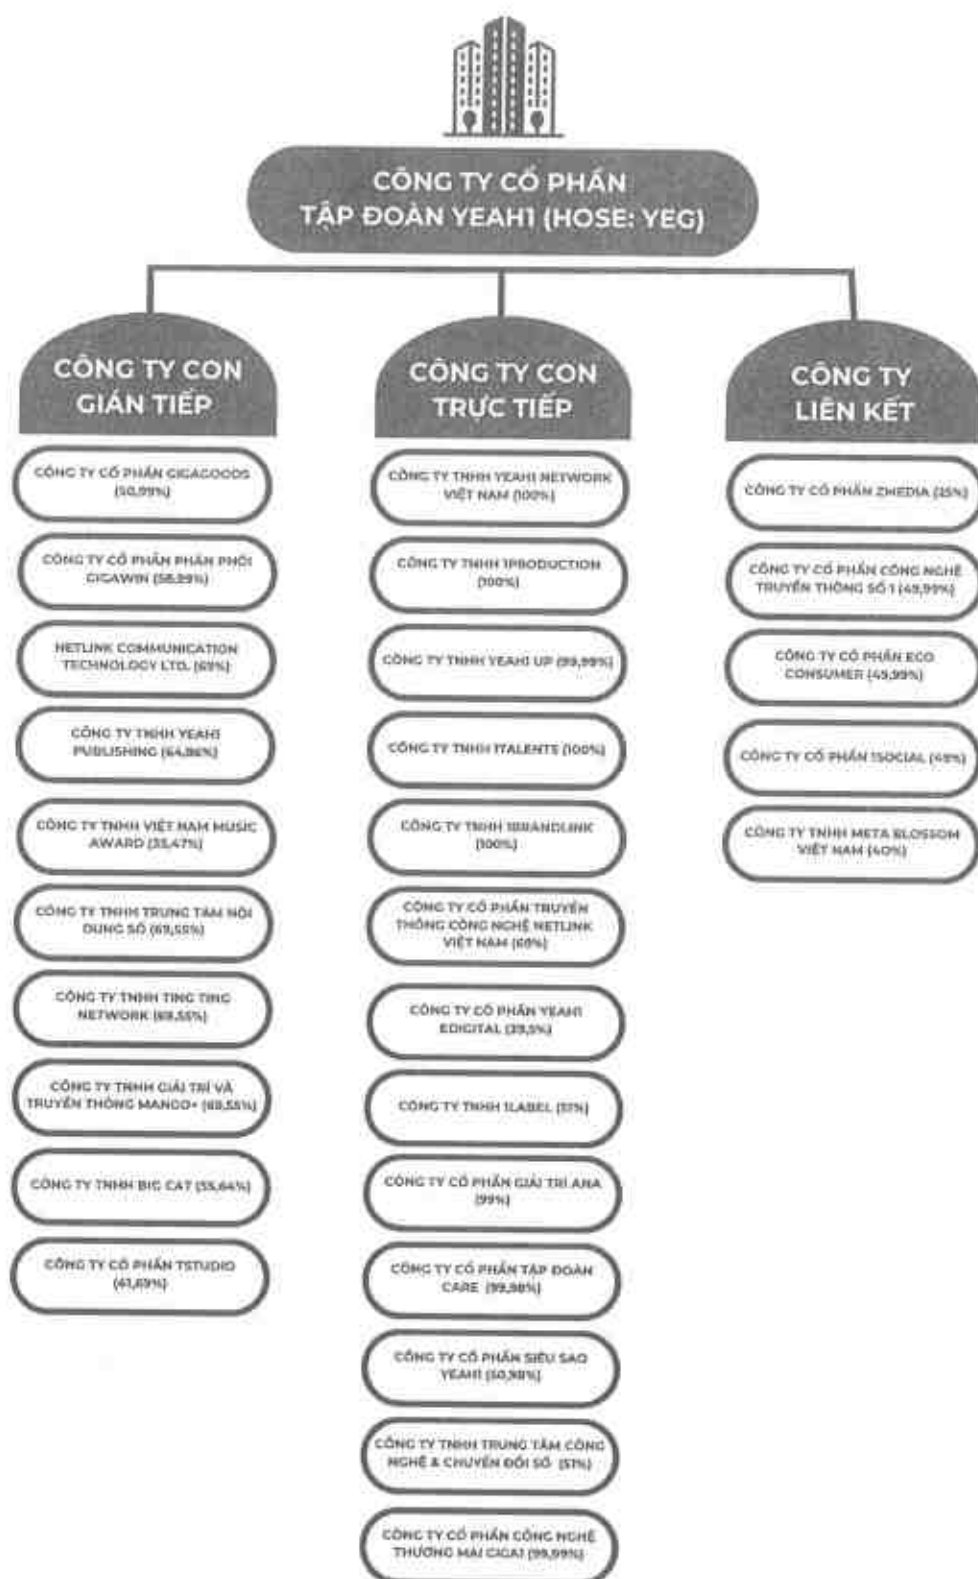 CÔNG TY CỔ PHẦN
TẬP ĐOÀN YEAH1 (HOSE: YEG)
CÔNG TY CON
GIÁN TIẾP
CÔNG TY CỔ PHẦN GIGAGOODS
(50,99%)
CÔNG TY CỔ PHẦN PHÂN PHỐI
GIGAWIN (58,99%)
NETLINK COMMUNICATION
TECHNOLOGY LTD. (69%)
CÔNG TY TNHH YEAH1
PUBLISHING (64,86%)
CÔNG TY TNHH VIỆT NAM MUSIC
AWARD (35,47%)
CÔNG TY TNHH TRUNG TÂM NỘI
DUNG SỐ (69,55%)
CÔNG TY TNHH TING TING
NETWORK (69,55%)
CÔNG TY TNHH GIẢI TRÍ VÀ
TRUYỀN THÔNG MANGO+ (69,55%)
CÔNG TY TNHH BIG CAT (55,64%)
CÔNG TY CỔ PHẦN TSTUDIO
(41,69%)
CÔNG TY CON
TRỰC TIẾP
CÔNG TY TNHH YEAH1 NETWORK
VIỆT NAM (100%)
CÔNG TY TNHH 1PRODUCTION
(100%)
CÔNG TY TNHH YEAH1 UP (99,99%)
CÔNG TY TNHH 1TALENTS (100%)
CÔNG TY TNHH 1BRANDLINK
(100%)
CÔNG TY CỔ PHẦN TRUYỀN
THÔNG CÔNG NGHỆ NETLINK
VIỆT NAM (69%)
CÔNG TY CỔ PHẦN YEAH1
EDIGITAL (39,5%)
CÔNG TY TNHH 1LABEL (51%)
CÔNG TY CỔ PHẦN GIẢI TRÍ ANA
(99%)
CÔNG TY CỔ PHẦN TẬP ĐOÀN
CARE (99,98%)
CÔNG TY CỔ PHẦN SIÊU SAO
YEAH1 (50,98%)
CÔNG TY TNHH TRUNG TÂM CÔNG
NGHỆ & CHUYỂN ĐỔI SỐ (51%)
CÔNG TY CỔ PHẦN CÔNG NGHỆ
THƯƠNG MẠI GIGA1 (99,99%)
CÔNG TY
LIÊN KẾT
CÔNG TY CỔ PHẦN ZMEDIA (25%)
CÔNG TY CỔ PHẦN CÔNG NGHỆ
TRUYỀN THÔNG SỐ 1 (49,99%)
CÔNG TY CỔ PHẦN ECO
CONSUMER (49,99%)
CÔNG TY CỔ PHẦN 1SOCIAL (49%)
CÔNG TY TNHH META BLOSSOM
VIỆT NAM (40%)